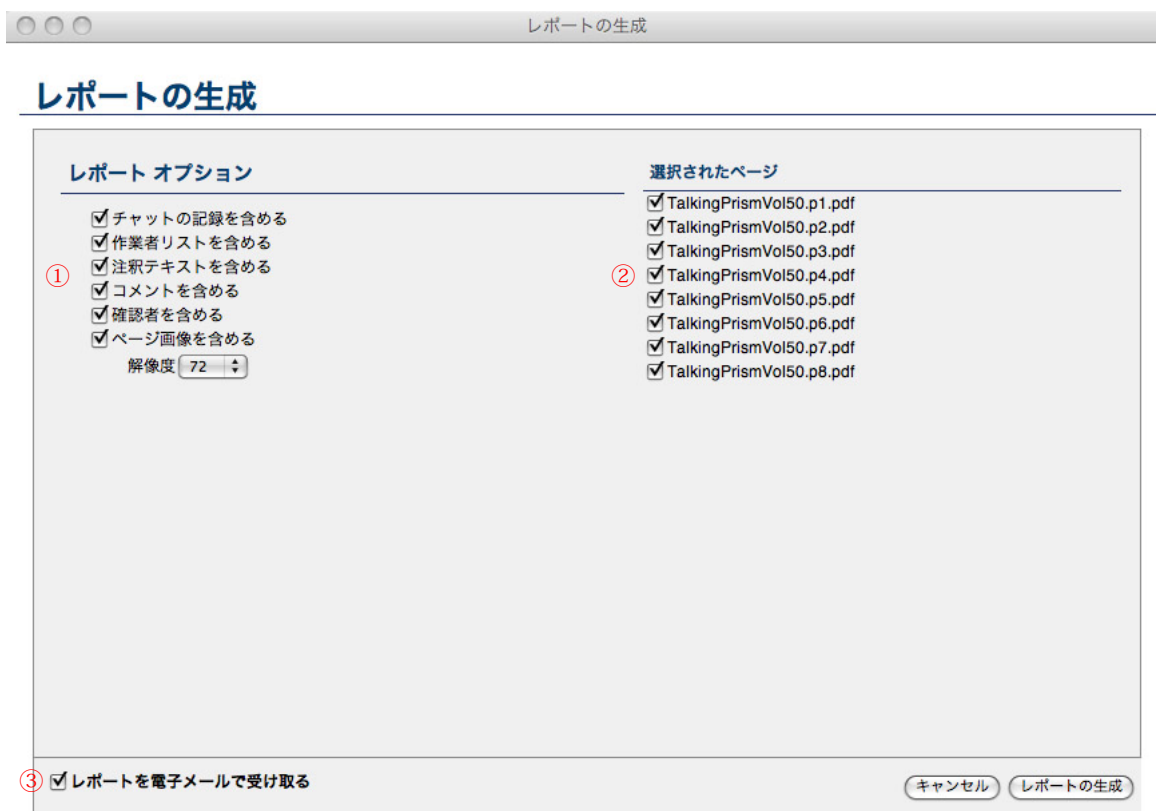 レポートの生成
レポートの生成
レポート オプション
チャットの記録を含める
作業者リストを含める
① 注釈テキストを含める
コメントを含める
確認者を含める
ページ画像を含める
解像度 72
選択されたページ
TalkingPrismVol50.p1.pdf
TalkingPrismVol50.p2.pdf
TalkingPrismVol50.p3.pdf
② TalkingPrismVol50.p4.pdf
TalkingPrismVol50.p5.pdf
TalkingPrismVol50.p6.pdf
TalkingPrismVol50.p7.pdf
TalkingPrismVol50.p8.pdf
③ レポートを電子メールで受け取る
キャンセル レポートの生成